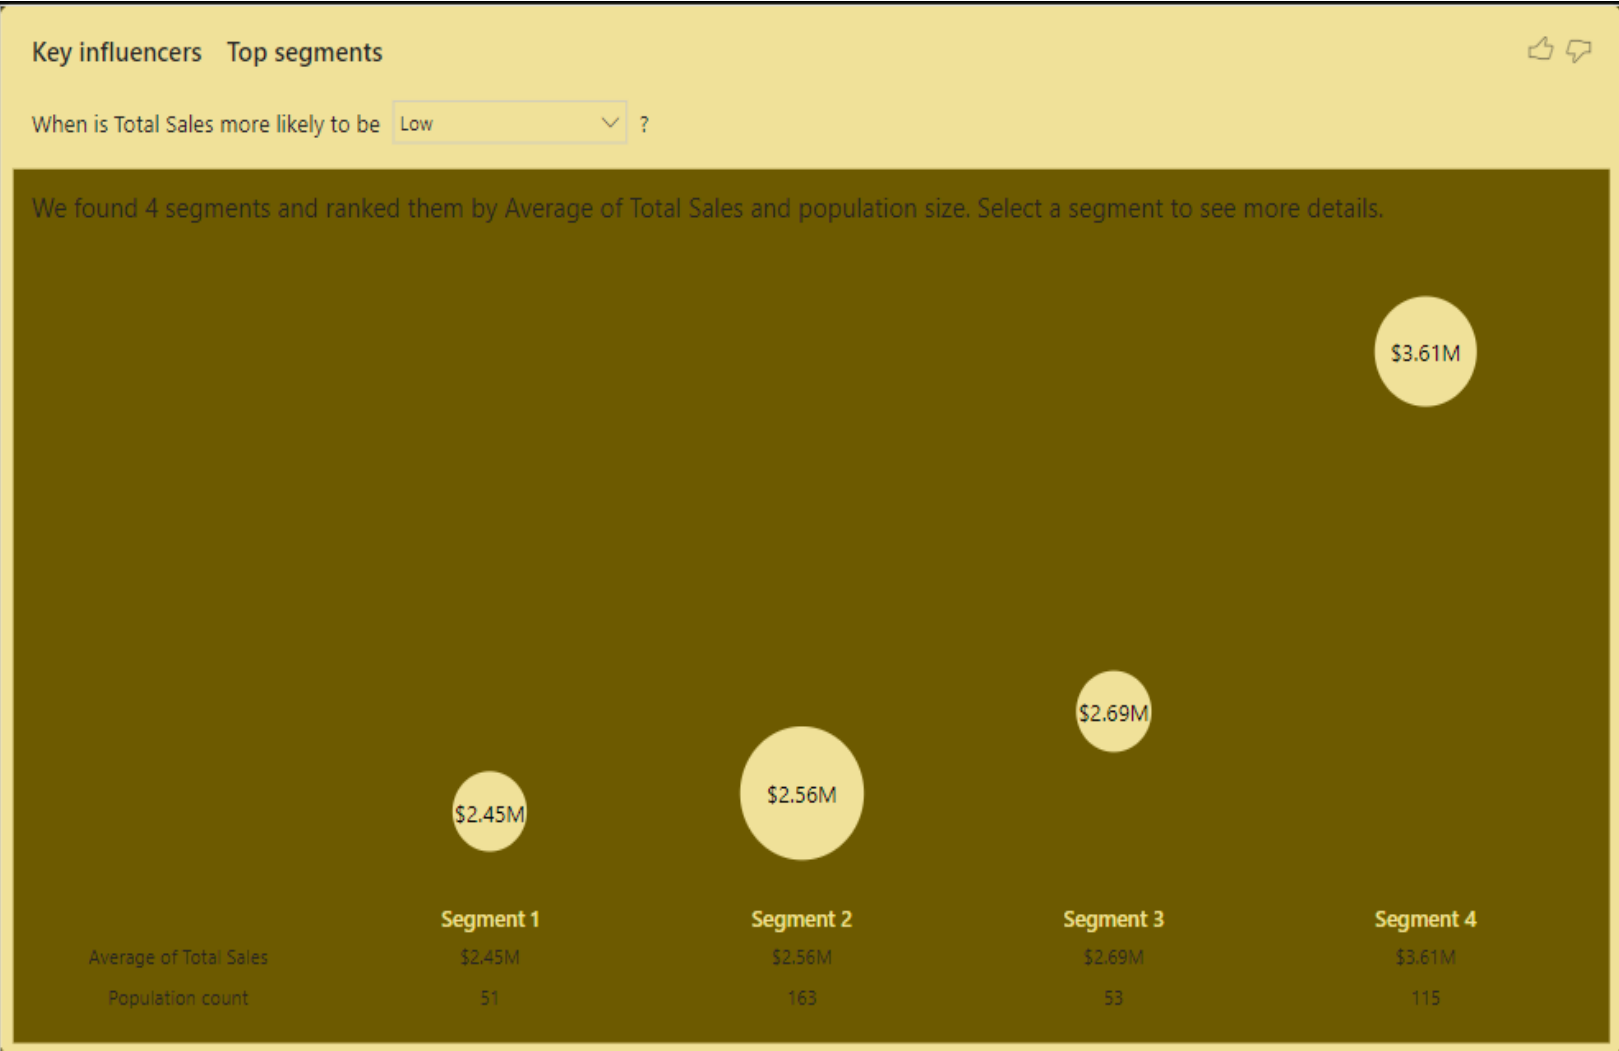 Key influencers Top segments
When is Total Sales more likely to be Low ?
We found 4 segments and ranked them by Average of Total Sales and population size. Select a segment to see more details.
$3.61M
$2.69M
$2.56M
$2.45M
Segment 1 Segment 2 Segment 3 Segment 4
Average of Total Sales $2.45M $2.56M $2.69M $3.61M
Population count 51 163 53 115